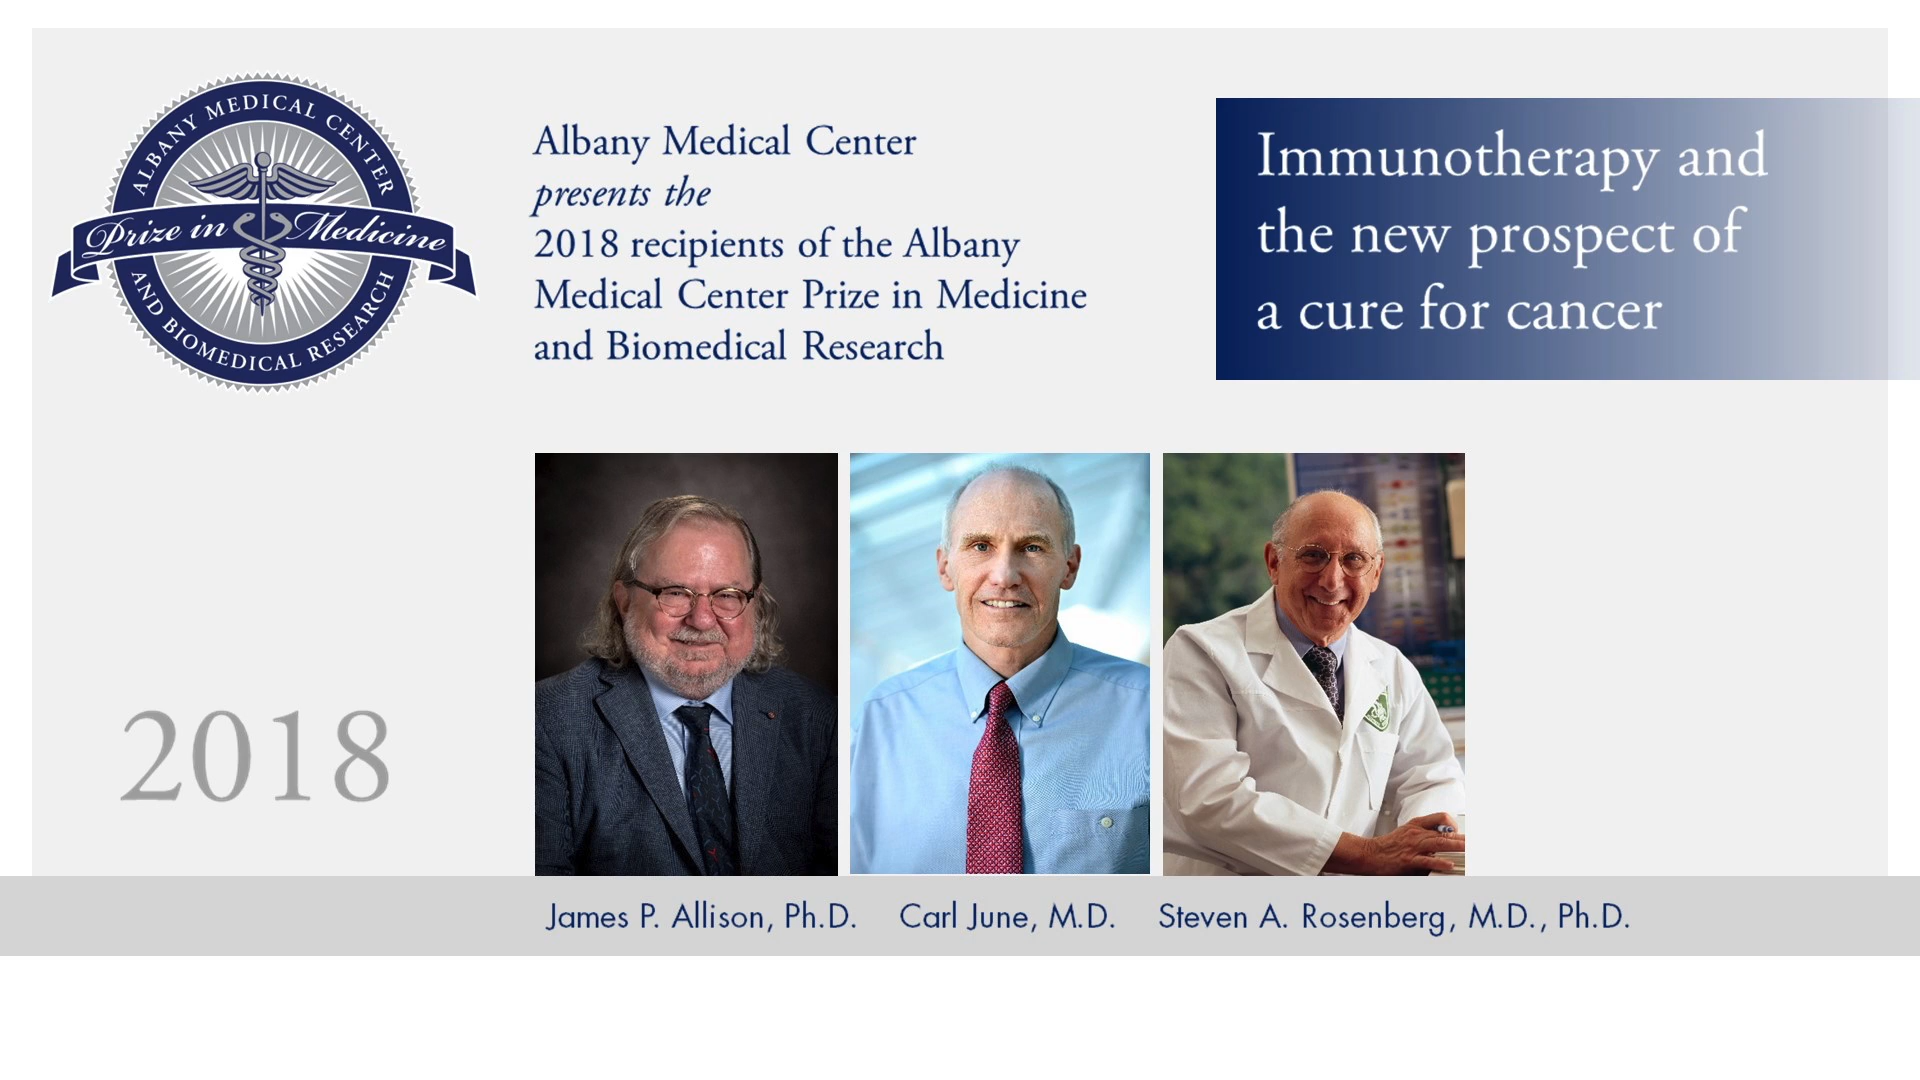 ALBANY MEDICAL CENTER
Prize in Medicine
AND BIOMEDICAL RESEARCH
Albany Medical Center
presents the
2018 recipients of the Albany
Medical Center Prize in Medicine
and Biomedical Research
Immunotherapy and
the new prospect of
a cure for cancer
2018
James P. Allison, Ph.D. Carl June, M.D. Steven A. Rosenberg, M.D., Ph.D.